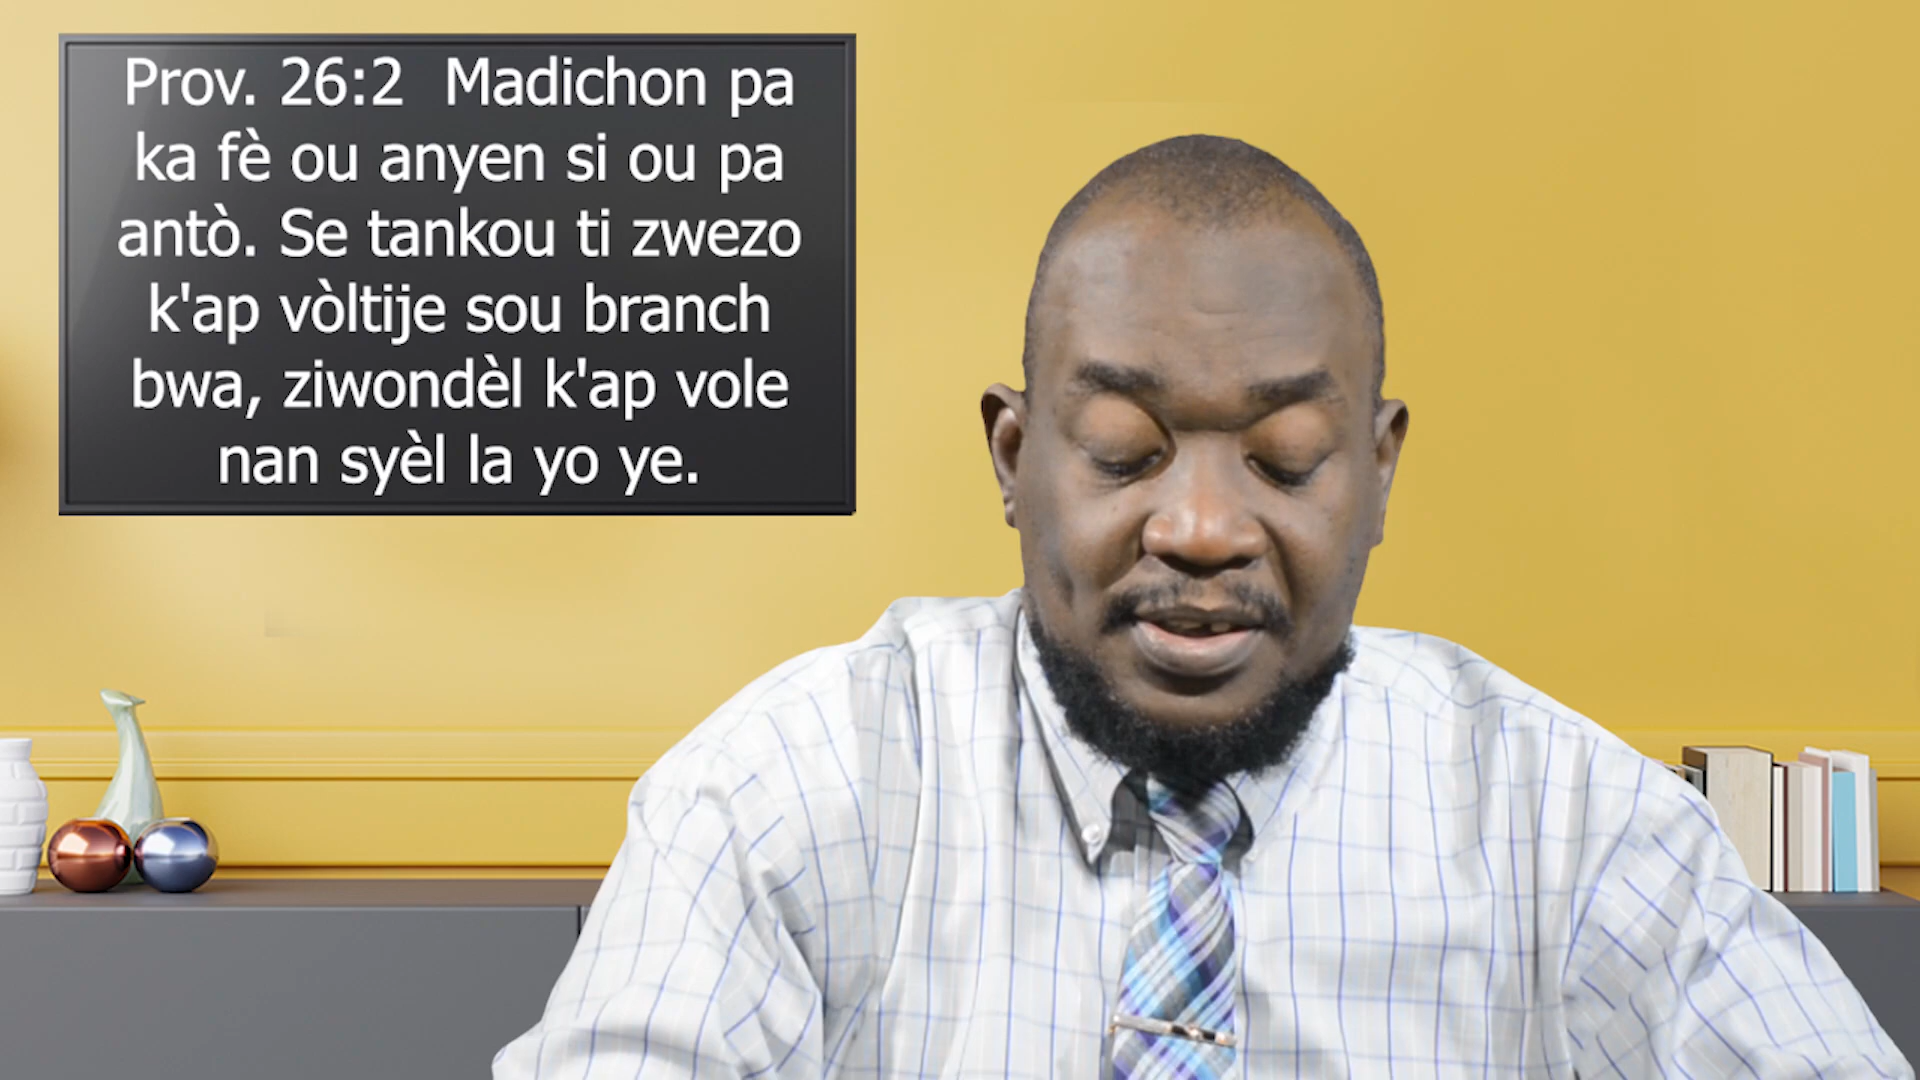 Prov. 26:2  Madichon pa
ka fè ou anyen si ou pa
antò. Se tankou ti zwezo
k'ap vòltije sou branch
bwa, ziwondèl k'ap vole
nan syèl la yo ye.